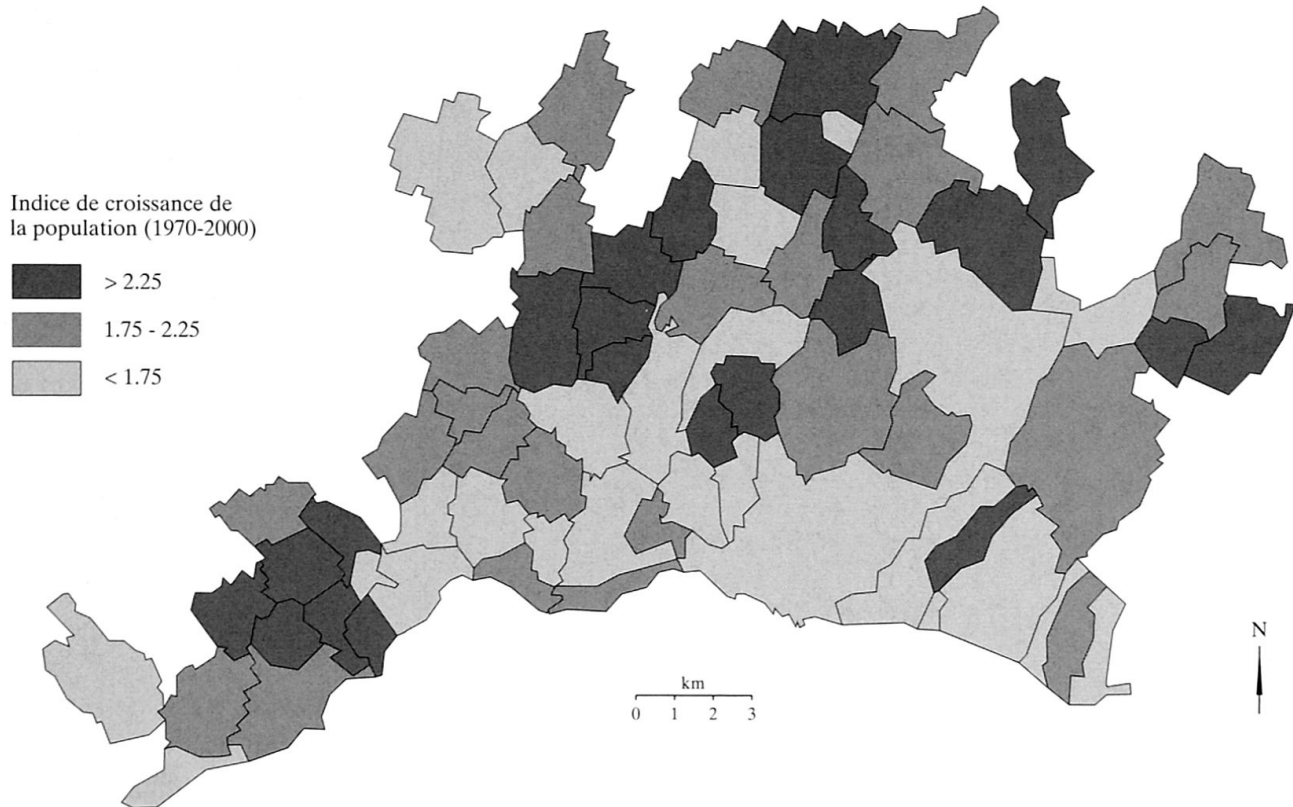 Indice de croissance de
la population (1970-2000)
> 2.25
1.75 - 2.25
< 1.75
km
0 1 2 3
N